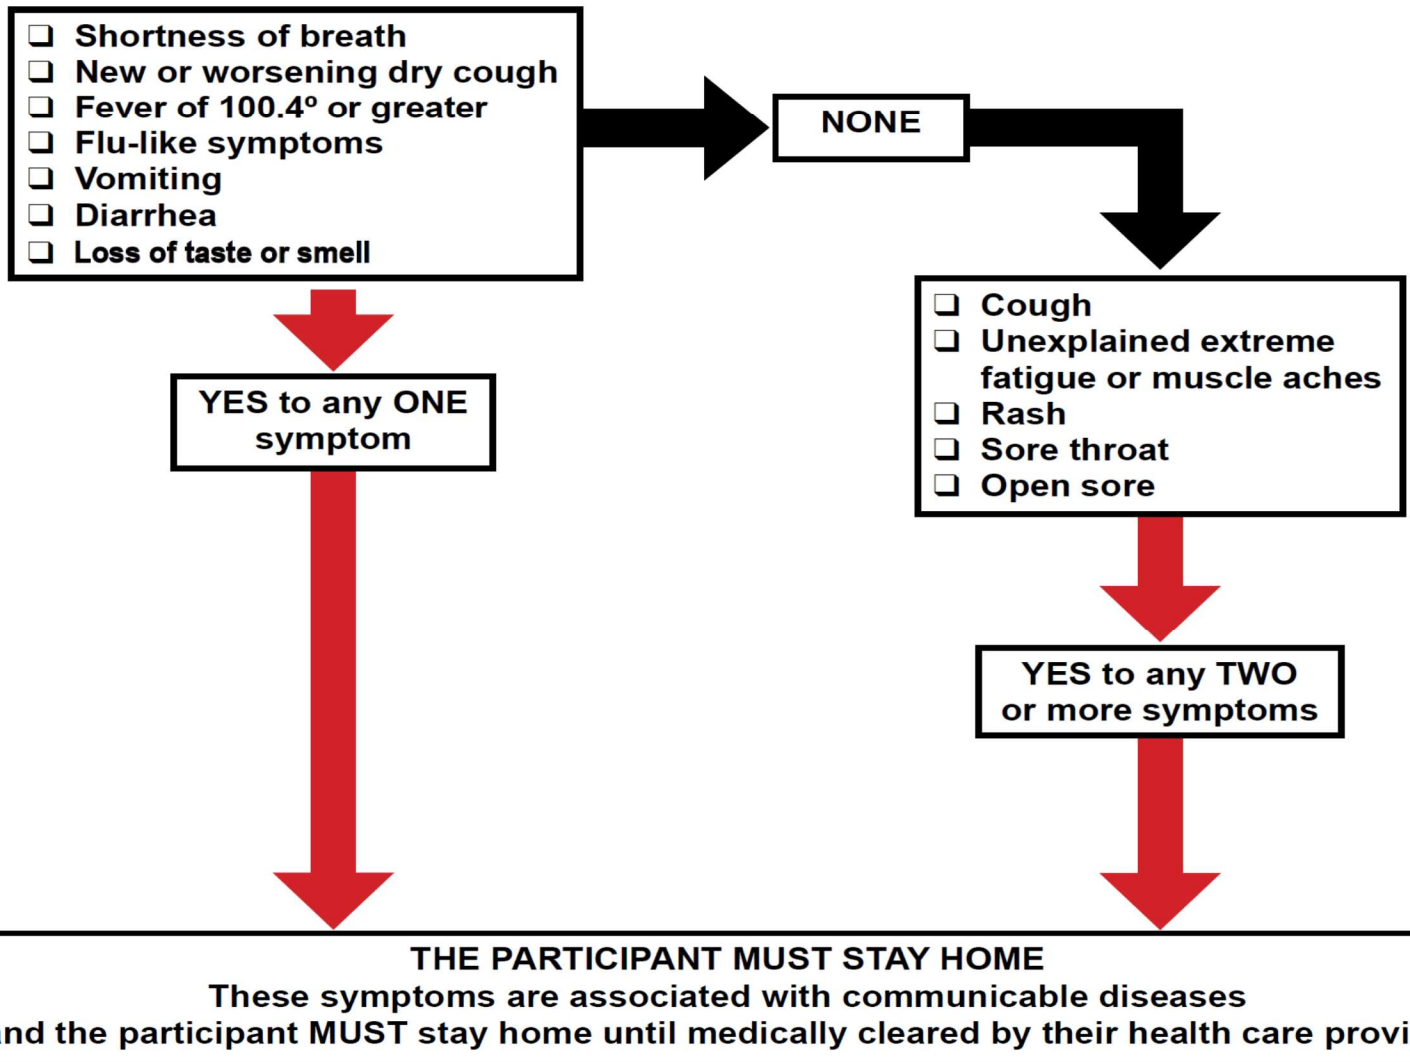 ❑ Shortness of breath
❑ New or worsening dry cough
❑ Fever of 100.4º or greater
❑ Flu-like symptoms
❑ Vomiting
❑ Diarrhea
❑ Loss of taste or smell
NONE
YES to any ONE
symptom
❑ Cough
❑ Unexplained extreme
fatigue or muscle aches
❑ Rash
❑ Sore throat
❑ Open sore
YES to any TWO
or more symptoms
THE PARTICIPANT MUST STAY HOME
These symptoms are associated with communicable diseases
the participant MUST stay home until medically cleared by their health care